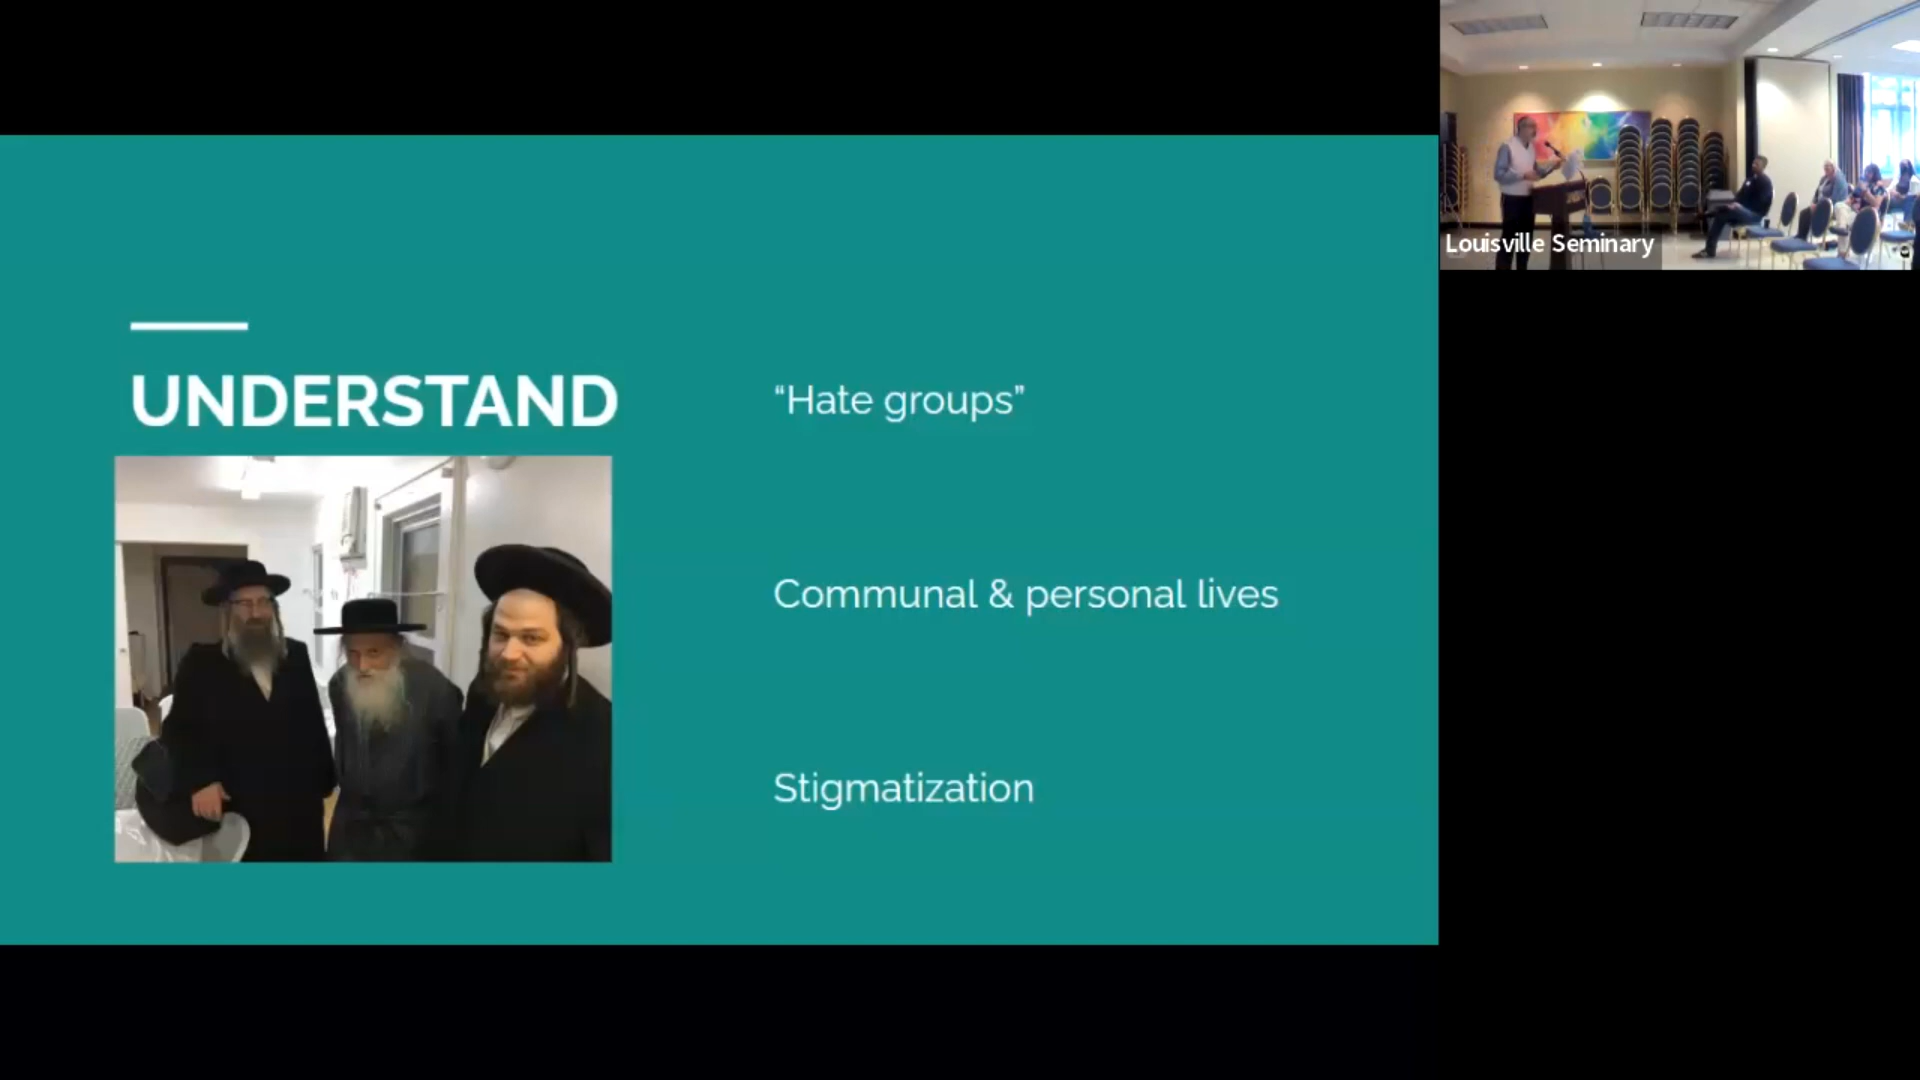 UNDERSTAND
“Hate groups”
Communal & personal lives
Stigmatization
Louisville Seminary